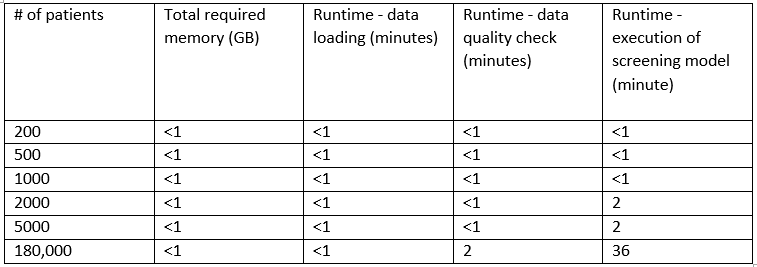 # of patients Total required memory (GB) Runtime - data loading (minutes) Runtime - data quality check (minutes) Runtime - execution of screening model (minute)
200 <1 <1 <1 <1
500 <1 <1 <1 <1
1000 <1 <1 <1 <1
2000 <1 <1 <1 2
5000 <1 <1 <1 2
180,000 <1 <1 2 36